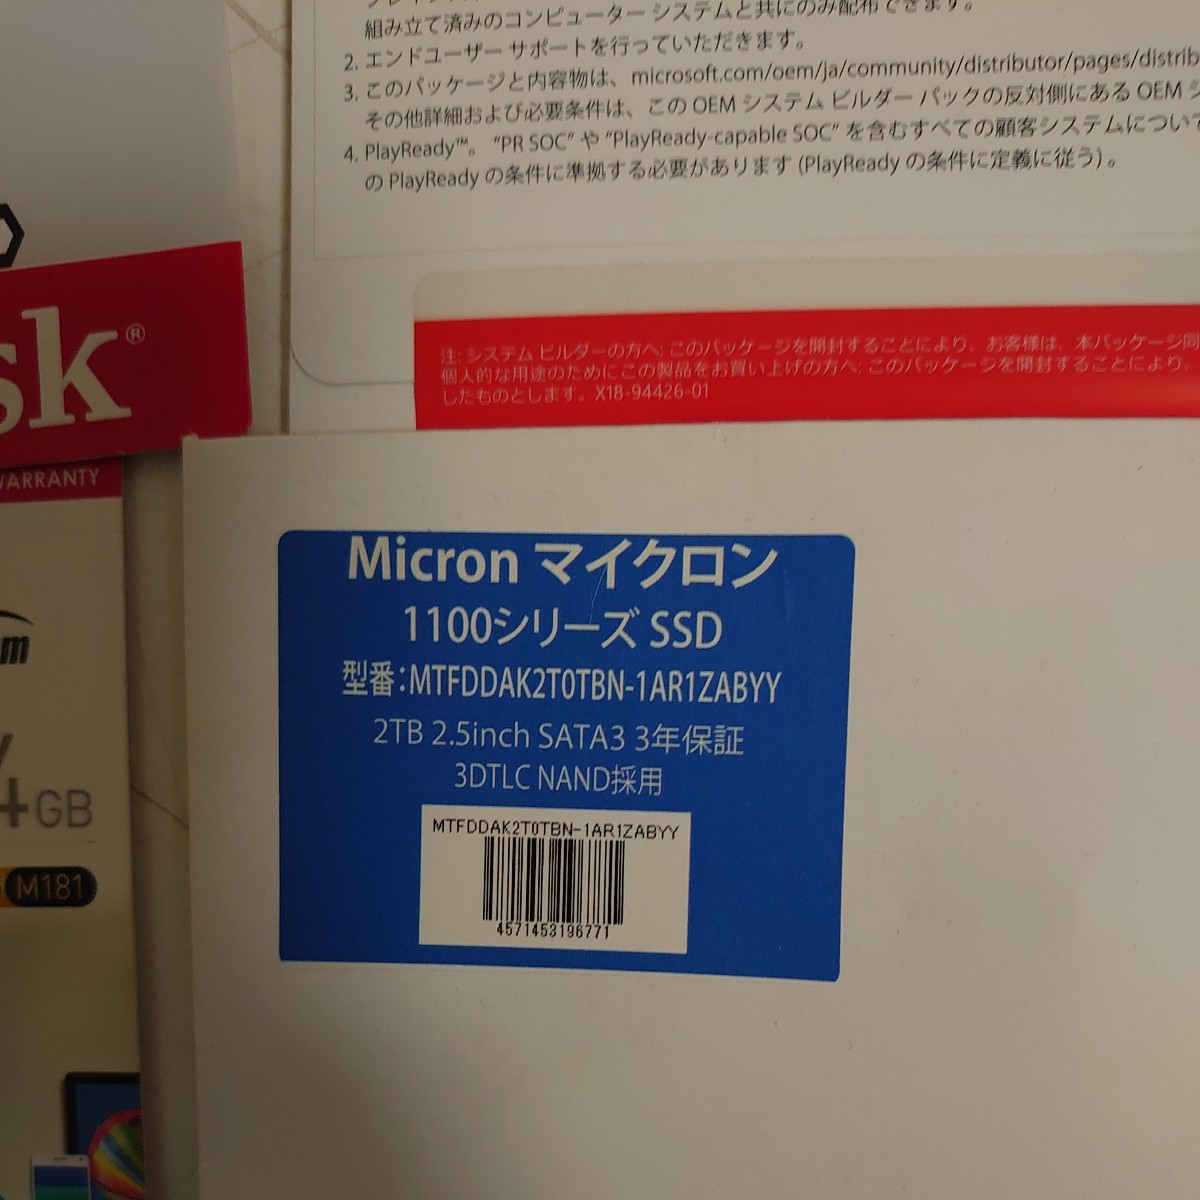 組み立て済みのコンピューター システムと共にのみ配布できます。
2. エンドユーザー サポートを行っていただきます。
3. このパッケージと内容物は、microsoft.com/oem/ja/community/distributor/pages/distrib
その他詳細および必要条件は、この OEM システム ビルダー パックの反対側にある OEM シ
4. PlayReady™。 "PR SOC" や "PlayReady-capable SOC" を含むすべての顧客システムについて
の PlayReady の条件に準拠する必要があります (PlayReady の条件に定義に従う)。
注: システム ビルダーの方へ: このパッケージを開封することにより、お客様は、本パッケージ同
個人的な用途のためにこの製品をお買い上げの方へ: このパッケージを開封することにより、
したものとします。X18-94426-01
sk®
WARRANTY
m
4GB
M181
Micron マイクロン
1100シリーズ SSD
型番:MTFDDAK2T0TBN-1AR1ZABYY
2TB 2.5inch SATA3 3年保証
3DTLC NAND採用
MTFDDAK2T0TBN-1AR1ZABYY
4571453196771